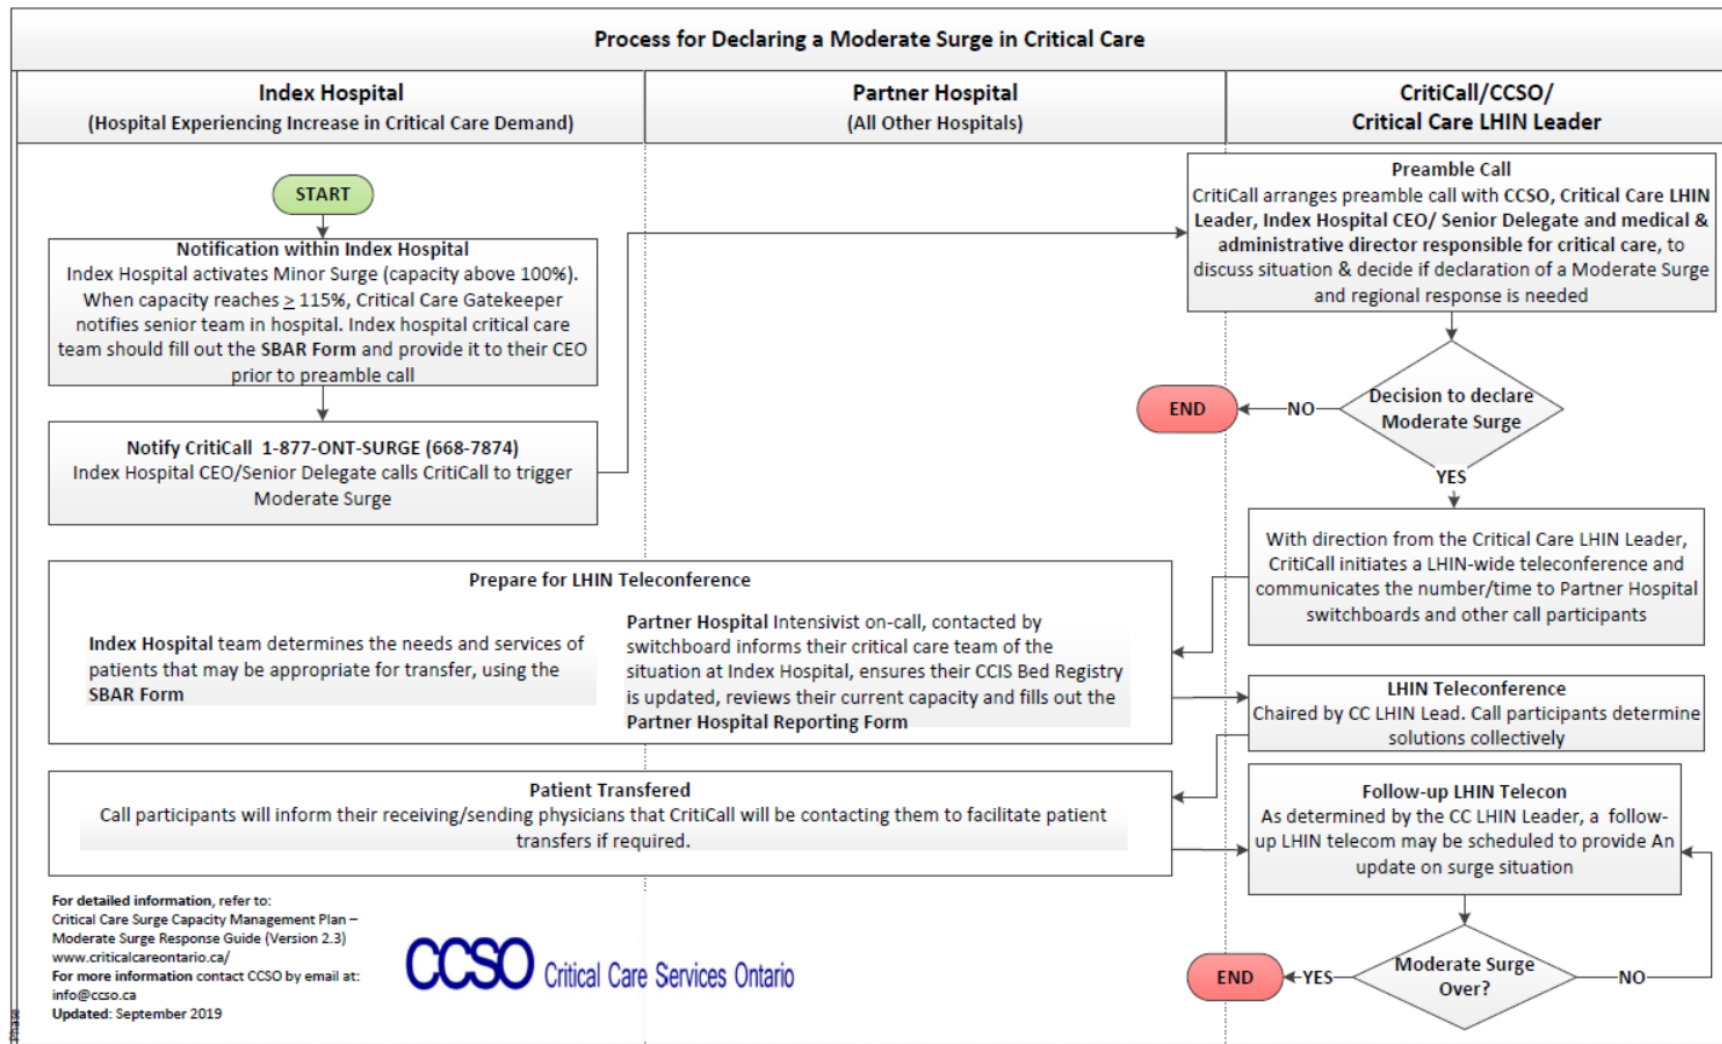 Process for Declaring a Moderate Surge in Critical Care
Index Hospital
(Hospital Experiencing Increase in Critical Care Demand)
Partner Hospital
(All Other Hospitals)
CritiCall/CCSO/
Critical Care LHIN Leader
START
Notification within Index Hospital
Index Hospital activates Minor Surge (capacity above 100%).
When capacity reaches ≥ 115%, Critical Care Gatekeeper
notifies senior team in hospital. Index hospital critical care
team should fill out the SBAR Form and provide it to their CEO
prior to preamble call
Notify CritiCall 1-877-ONT-SURGE (668-7874)
Index Hospital CEO/Senior Delegate calls CritiCall to trigger
Moderate Surge
Preamble Call
CritiCall arranges preamble call with CCSO, Critical Care LHIN
Leader, Index Hospital CEO/ Senior Delegate and medical &
administrative director responsible for critical care, to
discuss situation & decide if declaration of a Moderate Surge
and regional response is needed
Decision to declare
Moderate Surge
NO
END
YES
With direction from the Critical Care LHIN Leader,
CritiCall initiates a LHIN-wide teleconference and
communicates the number/time to Partner Hospital
switchboards and other call participants
Prepare for LHIN Teleconference
Index Hospital team determines the needs and services of
patients that may be appropriate for transfer, using the
SBAR Form
Partner Hospital Intensivist on-call, contacted by
switchboard informs their critical care team of the
situation at Index Hospital, ensures their CCIS Bed Registry
is updated, reviews their current capacity and fills out the
Partner Hospital Reporting Form
LHIN Teleconference
Chaired by CC LHIN Lead. Call participants determine
solutions collectively
Patient Transfered
Call participants will inform their receiving/sending physicians that CritiCall will be contacting them to facilitate patient
transfers if required.
Follow-up LHIN Telecon
As determined by the CC LHIN Leader, a follow-
up LHIN telecom may be scheduled to provide An
update on surge situation
Moderate Surge
Over?
NO
YES
END
For detailed information, refer to:
Critical Care Surge Capacity Management Plan –
Moderate Surge Response Guide (Version 2.3)
www.criticalcareontario.ca/
For more information contact CCSO by email at:
info@ccso.ca
Updated: September 2019
CCSO Critical Care Services Ontario
Phase